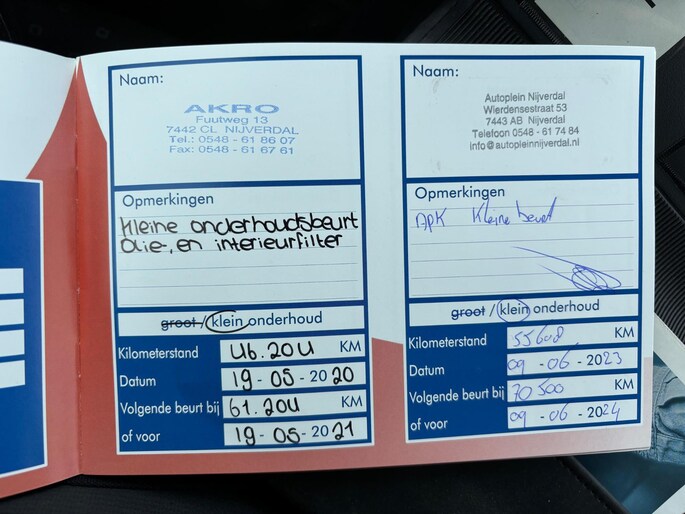 Naam:
AKRO
Fuutweg 13
7442 CL NIJVERDAL
Tel.: 0548 - 61 86 07
Fax: 0548 - 61 67 61
Opmerkingen
Kleine onderhoudsbeurt
Olie-, en interieurfilter
groot / klein onderhoud
Kilometerstand 46.204 KM
Datum 19-05-2020
Volgende beurt bij 61.204 KM
of voor 19-05-2021
Naam:
Autoplein Nijverdal
Wierdensestraat 53
7443 AB Nijverdal
Telefoon 0548 - 61 74 84
info@autopleinnijverdal.nl
Opmerkingen
APK Kleine beurt
groot / klein onderhoud
Kilometerstand 55608 KM
Datum 09-06-2023
Volgende beurt bij 70500 KM
of voor 09-06-2024